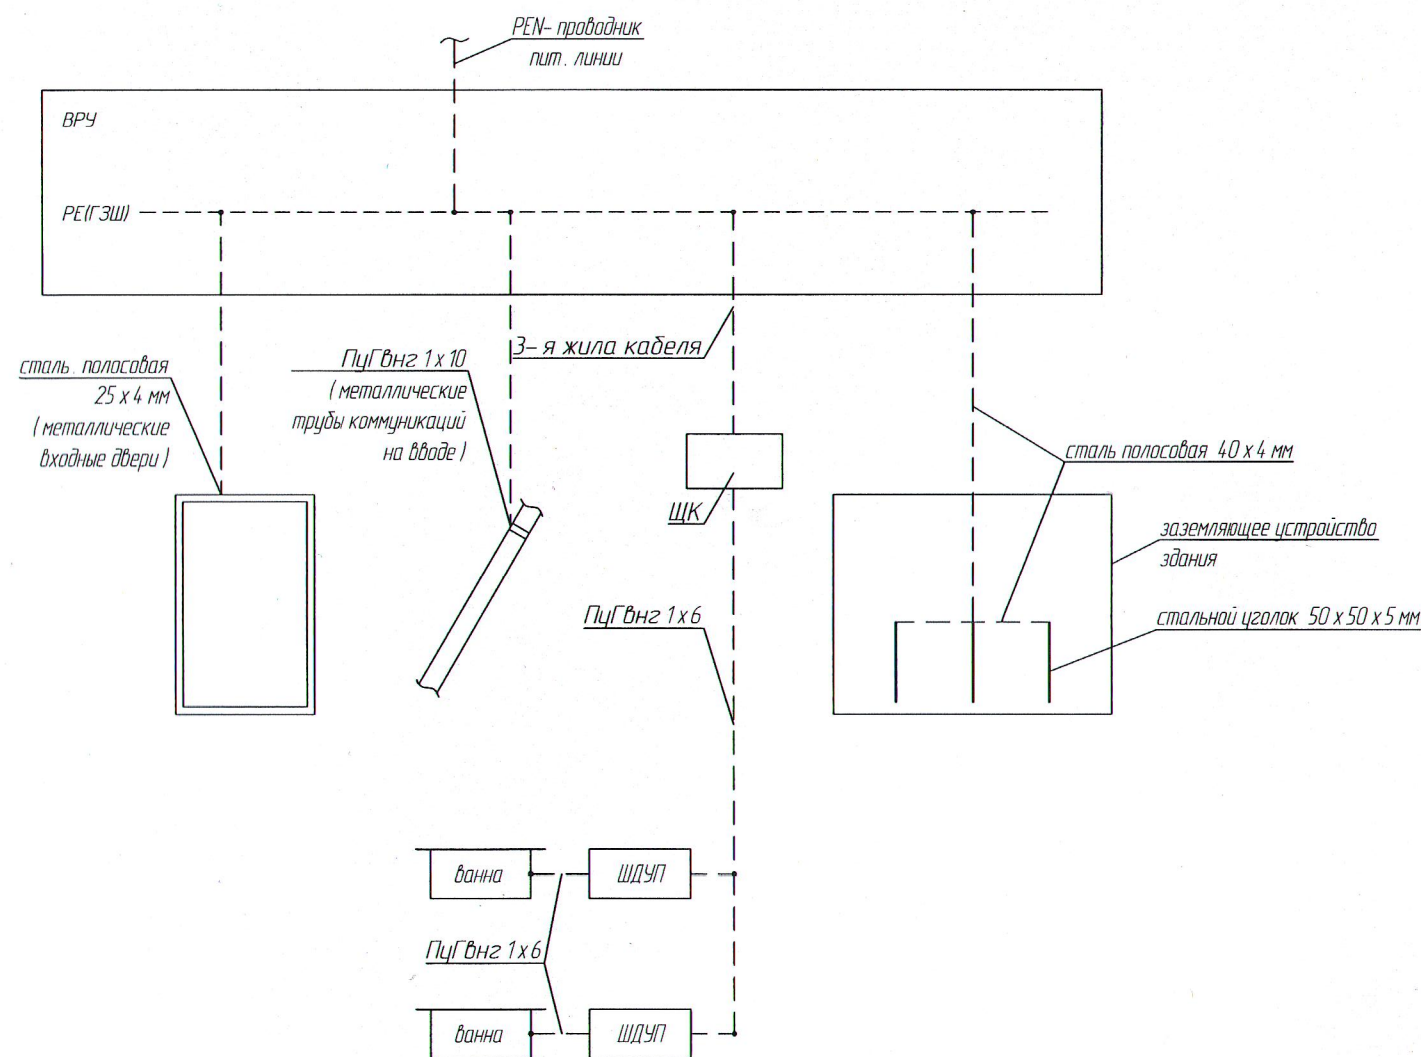 PEN- проводник
пит. линии
ВРУ
PE(ГЗШ)
сталь. полосовая
25 x 4 мм
(металлические
входные двери)
ПуГВнг 1 x 10
(металлические
трубы коммуникаций
на вводе)
3- я жила кабеля
ЩК
сталь полосовая 40 x 4 мм
заземляющее устройство
здания
ПуГВнг 1 x 6
стальной уголок 50 x 50 x 5 мм
ванна
ШДУП
ПуГВнг 1 x 6
ванна
ШДУП